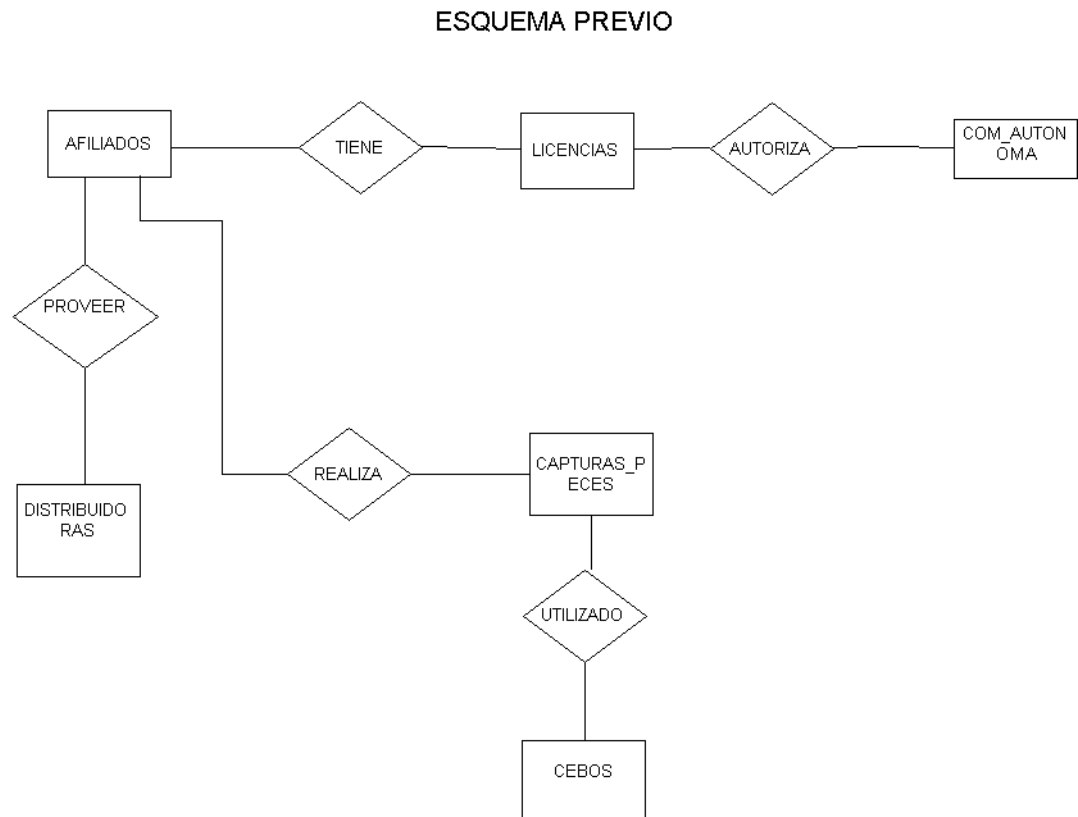 ESQUEMA PREVIO
AFILIADOS
TIENE
LICENCIAS
AUTORIZA
COM_AUTON
OMA
PROVEER
DISTRIBUIDO
RAS
REALIZA
CAPTURAS_P
ECES
UTILIZADO
CEBOS